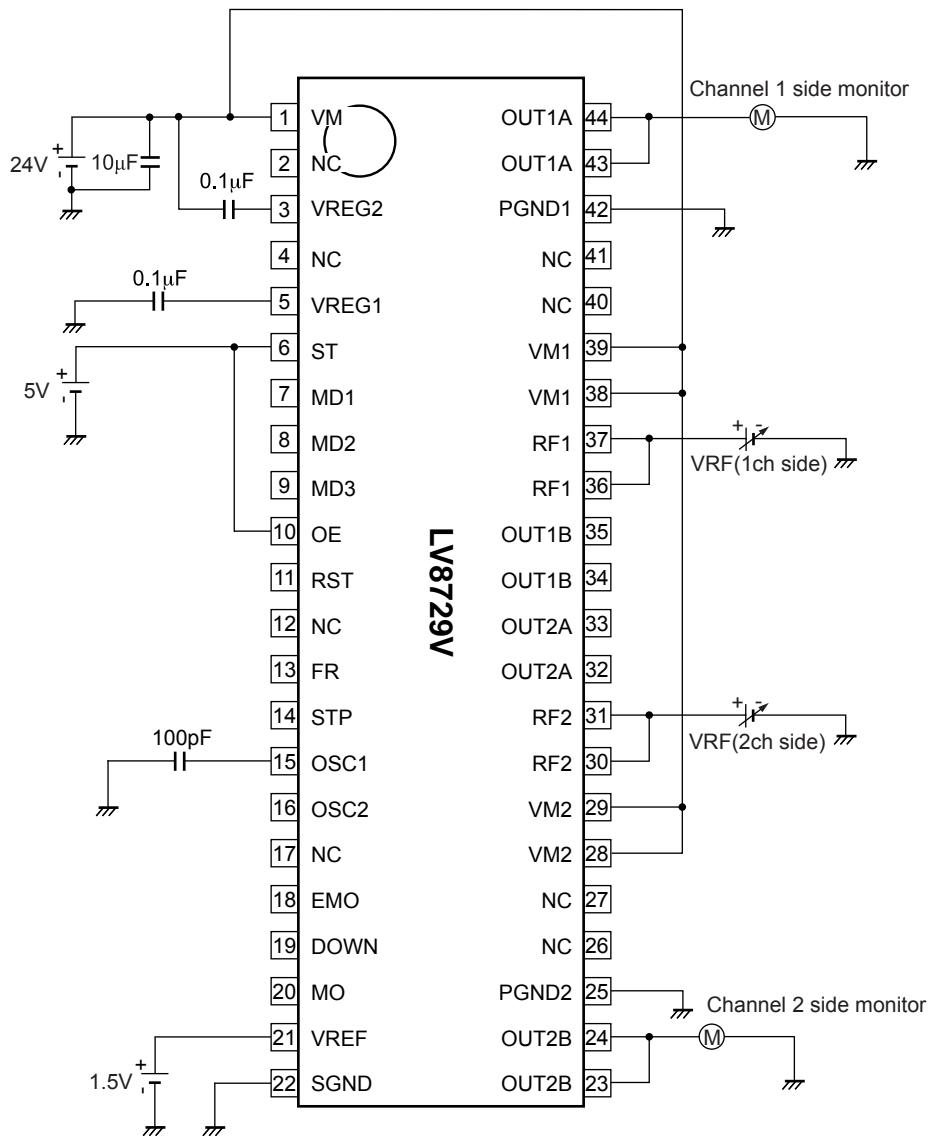 Channel 1 side monitor
1 VM OUT1A 44 M
24V + - 10µF 2 NC OUT1A 43
0.1µF 3 VREG2 PGND1 42
4 NC NC 41
0.1µF 5 VREG1 NC 40
6 ST VM1 39
5V + - 7 MD1 VM1 38
8 MD2 RF1 37 + -
VRF(1ch side)
9 MD3 RF1 36
10 OE OUT1B 35
LV8729V
11 RST OUT1B 34
12 NC OUT2A 33
13 FR OUT2A 32
14 STP RF2 31 + -
VRF(2ch side)
100pF 15 OSC1 RF2 30
16 OSC2 VM2 29
17 NC VM2 28
18 EMO NC 27
19 DOWN NC 26
20 MO PGND2 25
Channel 2 side monitor
21 VREF OUT2B 24 M
1.5V + - 22 SGND OUT2B 23